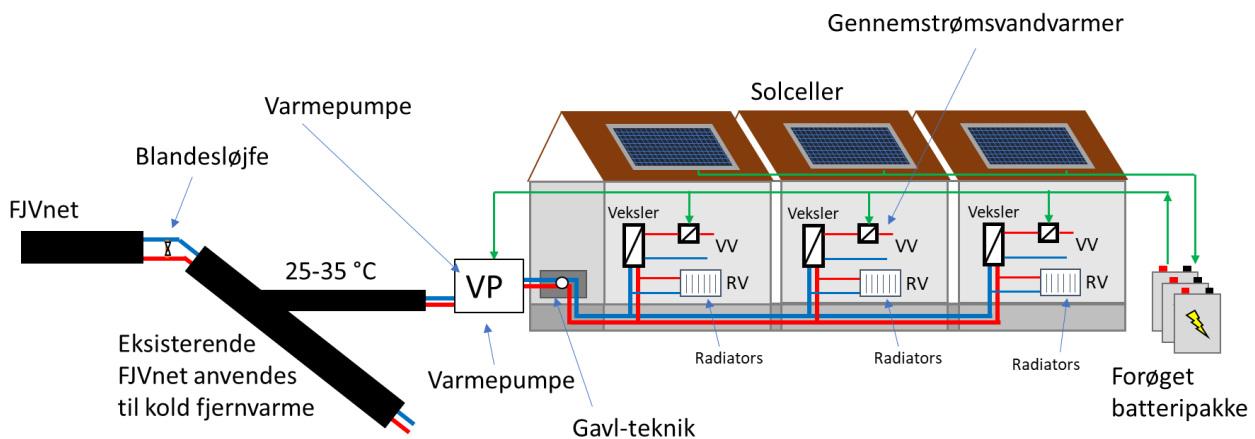 Gennemstrømsvandvarmer
Solceller
Varmepumpe
Blandesløjfe
FJVnet
25-35 °C
VP
Veksler
VV
RV
Veksler
VV
RV
Veksler
VV
RV
Radiators
Radiators
Radiators
Eksisterende
FJVnet anvendes
til kold fjernvarme
Varmepumpe
Gavl-teknik
Forøget
batteripakke